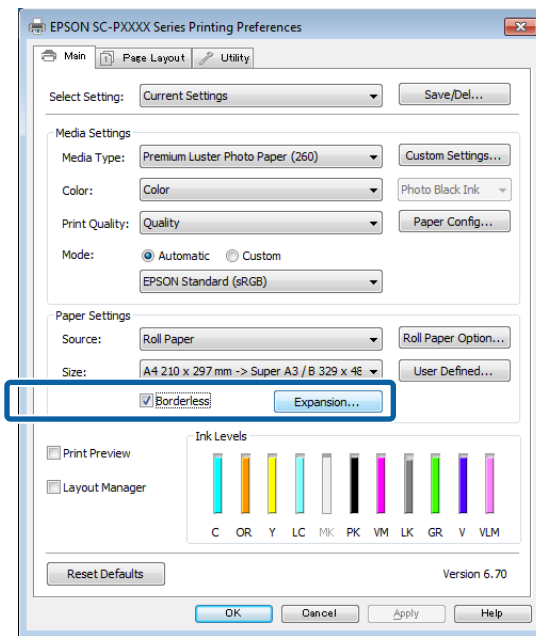 EPSON SC-PXXXX Series Printing Preferences
Main Page Layout Utility
Select Setting: Current Settings Save/Del...
Media Settings
Media Type: Premium Luster Photo Paper (260) Custom Settings...
Color: Color Photo Black Ink
Print Quality: Quality Paper Config...
Mode: Automatic Custom
EPSON Standard (sRGB)
Paper Settings
Source: Roll Paper Roll Paper Option...
Size: A4 210 x 297 mm -> Super A3 / B 329 x 48 User Defined...
Borderless Expansion...
Ink Levels
Print Preview
Layout Manager
C OR Y LC MK PK VM LK GR V VLM
Reset Defaults Version 6.70
OK Cancel Apply Help